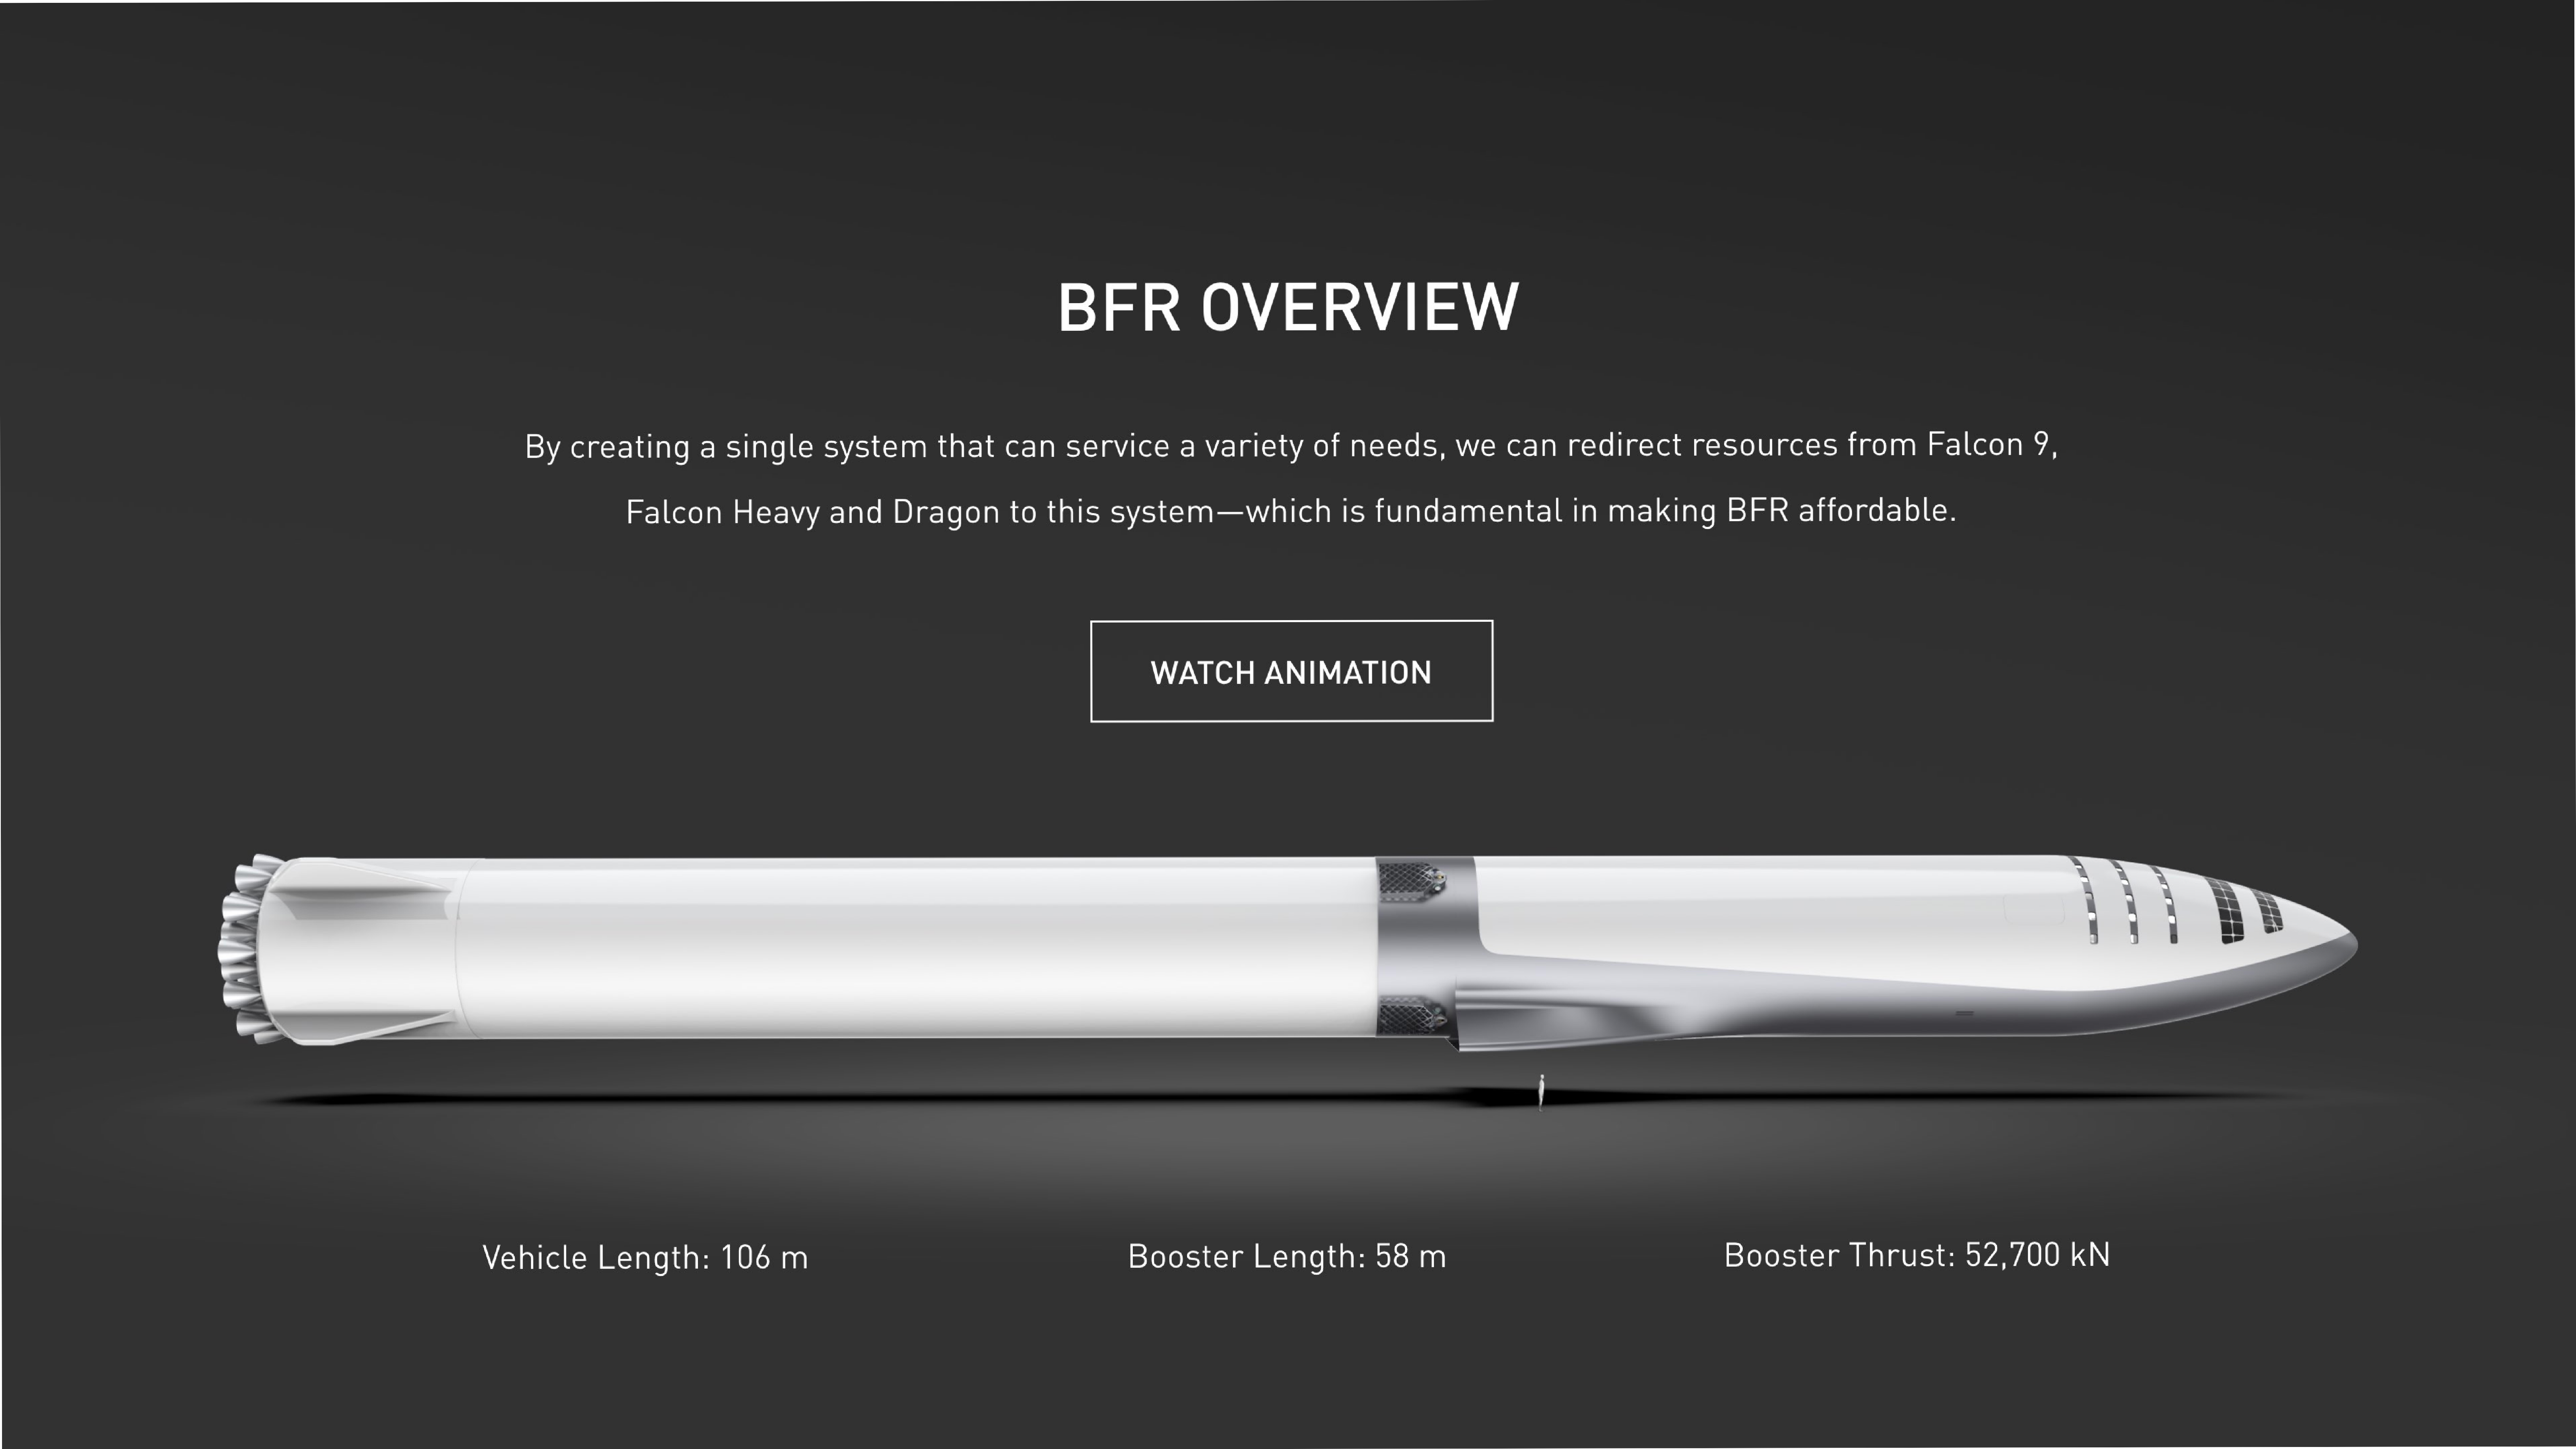 BFR OVERVIEW
By creating a single system that can service a variety of needs, we can redirect resources from Falcon 9,
Falcon Heavy and Dragon to this system—which is fundamental in making BFR affordable.
WATCH ANIMATION
Vehicle Length: 106 m
Booster Length: 58 m
Booster Thrust: 52,700 kN